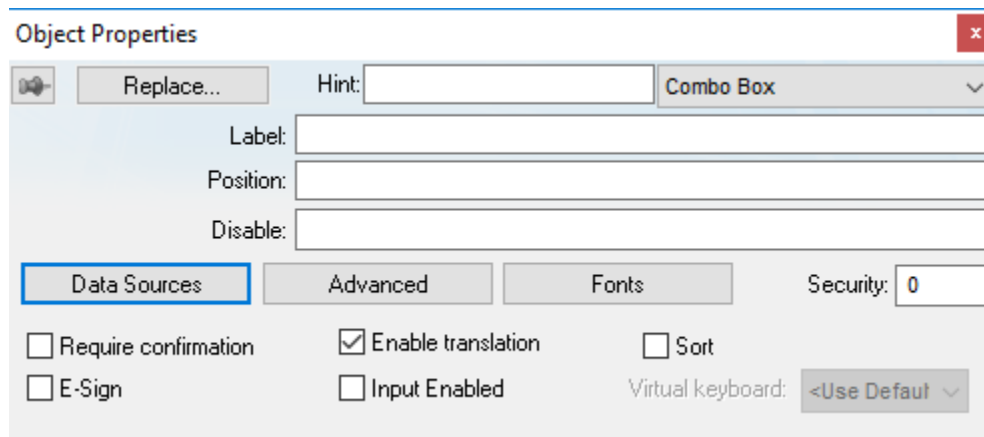 Object Properties x
Replace... Hint: Combo Box
Label:
Position:
Disable:
Data Sources Advanced Fonts Security: 0
Require confirmation Enable translation Sort
E-Sign Input Enabled Virtual keyboard: <Use Defaul